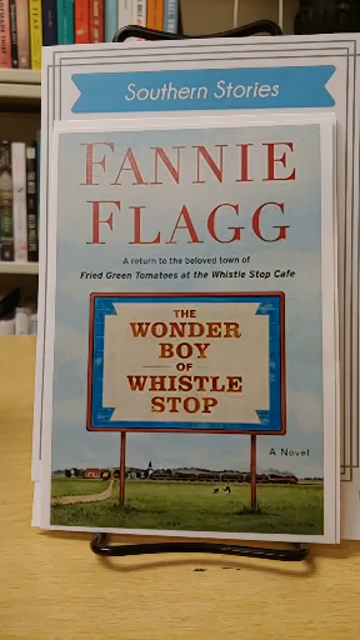 Southern Stories
FANNIE
FLAGG
A return to the beloved town of
Fried Green Tomatoes at the Whistle Stop Cafe
THE
WONDER
BOY
OF
WHISTLE
STOP
A Novel